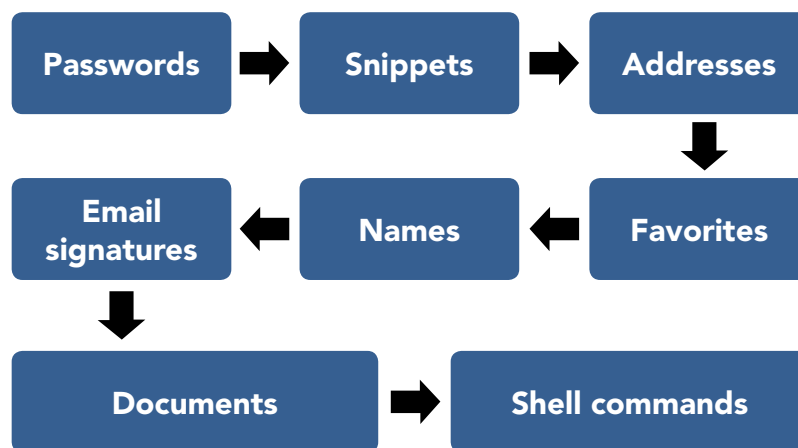 Passwords
Snippets
Addresses
Favorites
Names
Email
signatures
Documents
Shell commands